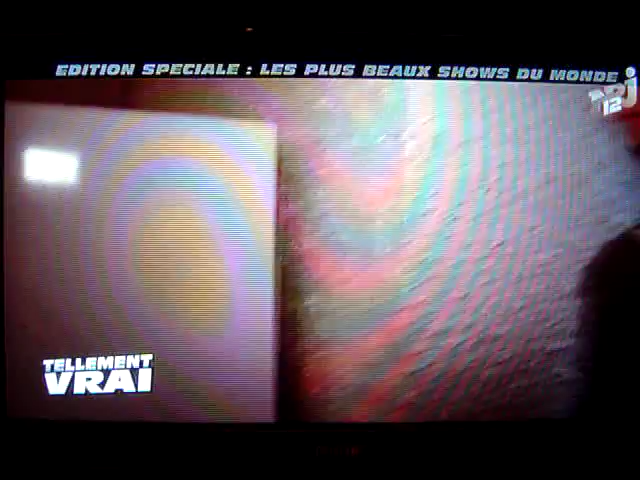 EDITION SPECIALE : LES PLUS BEAUX SHOWS DU MONDE
NRJ
12
TELLEMENT
VRAI